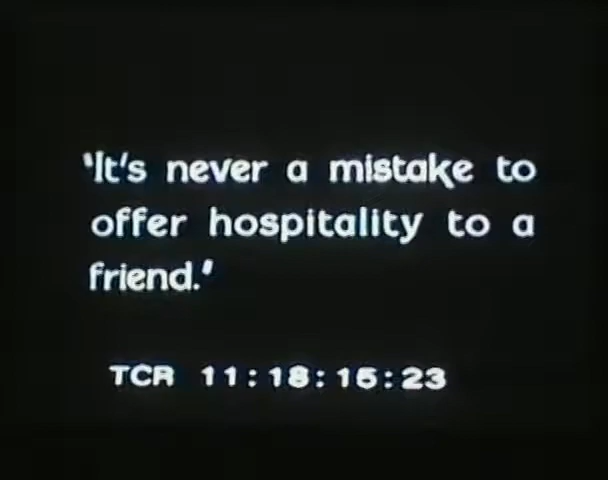 'It's never a mistake to
offer hospitality to a
friend.'
TCR 11:18:15:23